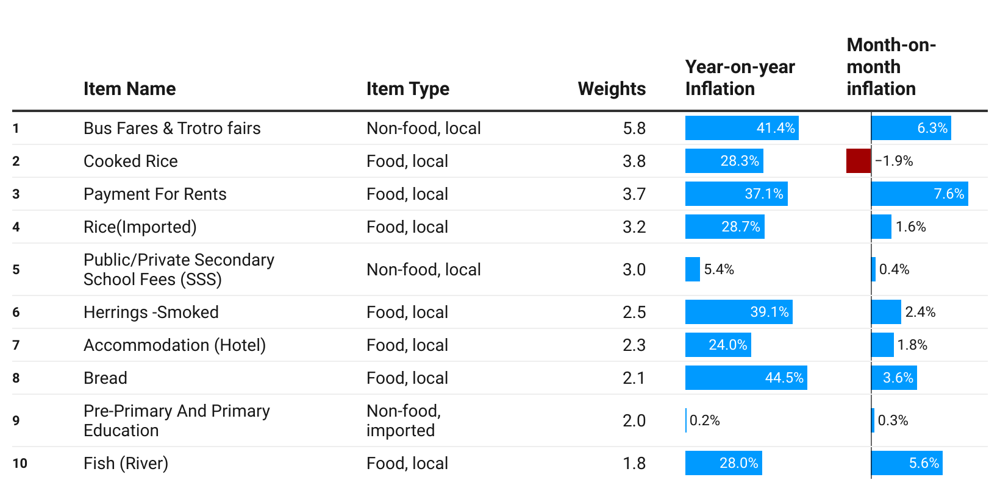 Item Name Item Type Weights Year-on-year Inflation Month-on-month inflation
1 Bus Fares & Trotro fairs Non-food, local 5.8 41.4% 6.3%
2 Cooked Rice Food, local 3.8 28.3% −1.9%
3 Payment For Rents Food, local 3.7 37.1% 7.6%
4 Rice(Imported) Food, local 3.2 28.7% 1.6%
5 Public/Private Secondary School Fees (SSS) Non-food, local 3.0 5.4% 0.4%
6 Herrings -Smoked Food, local 2.5 39.1% 2.4%
7 Accommodation (Hotel) Food, local 2.3 24.0% 1.8%
8 Bread Food, local 2.1 44.5% 3.6%
9 Pre-Primary And Primary Education Non-food, imported 2.0 0.2% 0.3%
10 Fish (River) Food, local 1.8 28.0% 5.6%